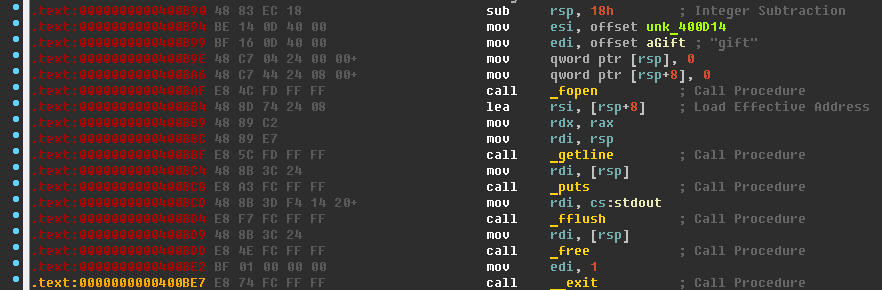 .text:0000000000400B90 48 83 EC 18 sub rsp, 18h ; Integer Subtraction
.text:0000000000400B94 BE 14 0D 40 00 mov esi, offset unk_400D14
.text:0000000000400B99 BF 16 0D 40 00 mov edi, offset aGift ; "gift"
.text:0000000000400B9E 48 C7 04 24 00 00+ mov qword ptr [rsp], 0
.text:0000000000400BA6 48 C7 44 24 08 00+ mov qword ptr [rsp+8], 0
.text:0000000000400BAF E8 4C FD FF FF call _fopen ; Call Procedure
.text:0000000000400BB4 48 8D 74 24 08 lea rsi, [rsp+8] ; Load Effective Address
.text:0000000000400BB9 48 89 C2 mov rdx, rax
.text:0000000000400BBC 48 89 E7 mov rdi, rsp
.text:0000000000400BBF E8 5C FD FF FF call _getline ; Call Procedure
.text:0000000000400BC4 48 8B 3C 24 mov rdi, [rsp]
.text:0000000000400BC8 E8 A3 FC FF FF call _puts ; Call Procedure
.text:0000000000400BCD 48 8B 3D F4 14 20+ mov rdi, cs:stdout
.text:0000000000400BD4 E8 F7 FC FF FF call _fflush ; Call Procedure
.text:0000000000400BD9 48 8B 3C 24 mov rdi, [rsp]
.text:0000000000400BDD E8 4E FC FF FF call _free ; Call Procedure
.text:0000000000400BE2 BF 01 00 00 00 mov edi, 1
.text:0000000000400BE7 E8 74 FC FF FF call __exit ; Call Procedure